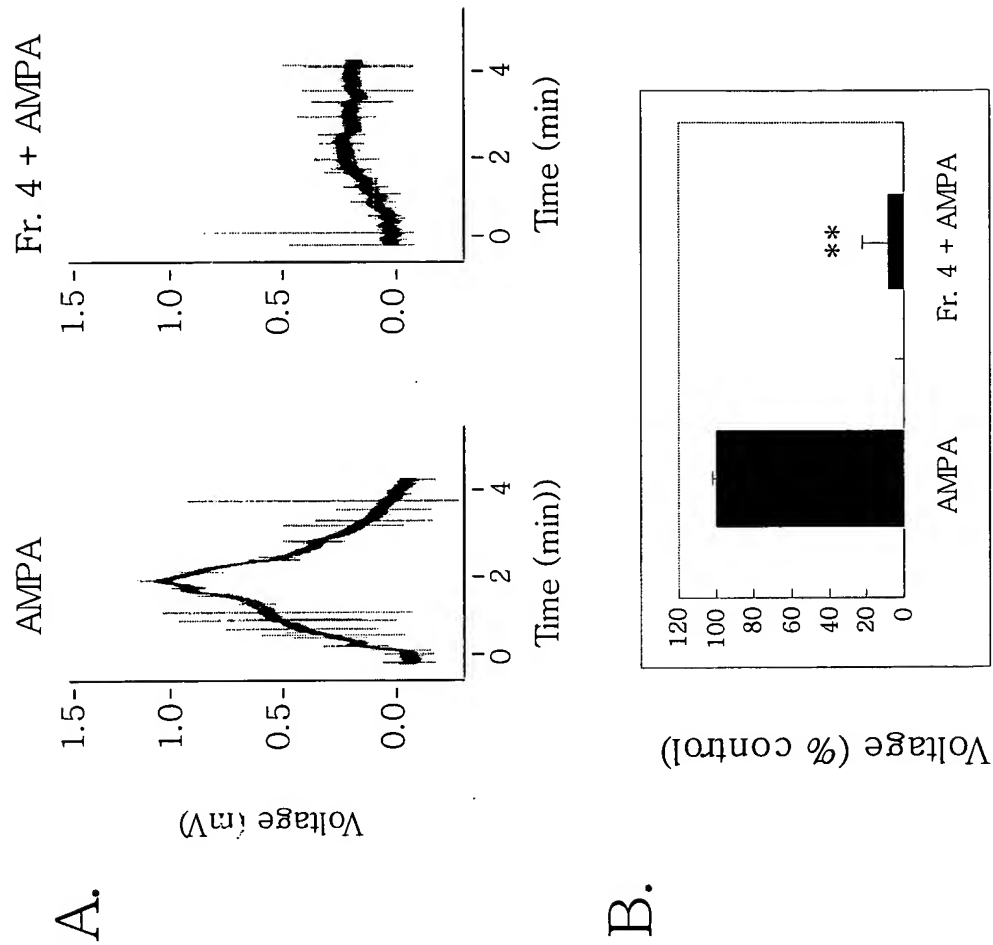 A.
AMPA
Fr. 4 + AMPA
Voltage (mV)
1.5-
1.0-
0.5-
0.0-
0 2 4
Time (min))
1.5-
1.0-
0.5-
0.0-
0 2 4
Time (min)
B.
Voltage (% control)
120
100
80
60
40
20
0
**
AMPA
Fr. 4 + AMPA